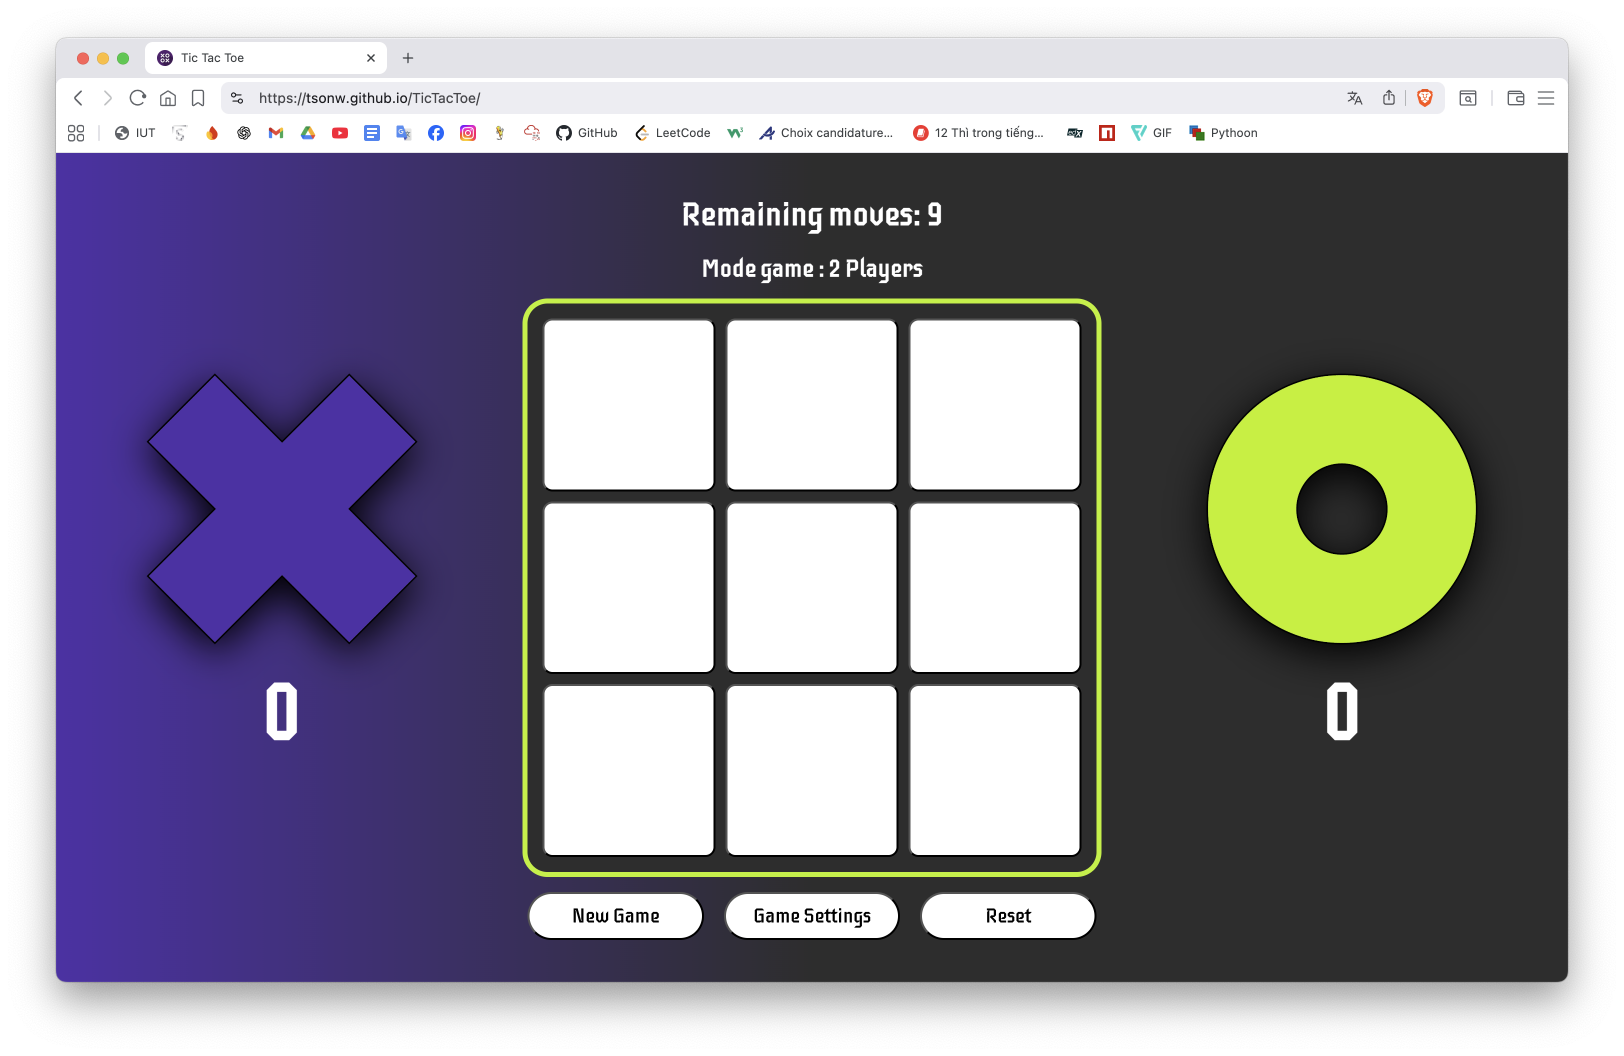 Tic Tac Toe
https://tsonw.github.io/TicTacToe/
IUT GitHub LeetCode Choix candidature... 12 Thì trong tiếng... GIF Pythoon
Remaining moves: 9
Mode game : 2 Players
0
0
New Game Game Settings Reset